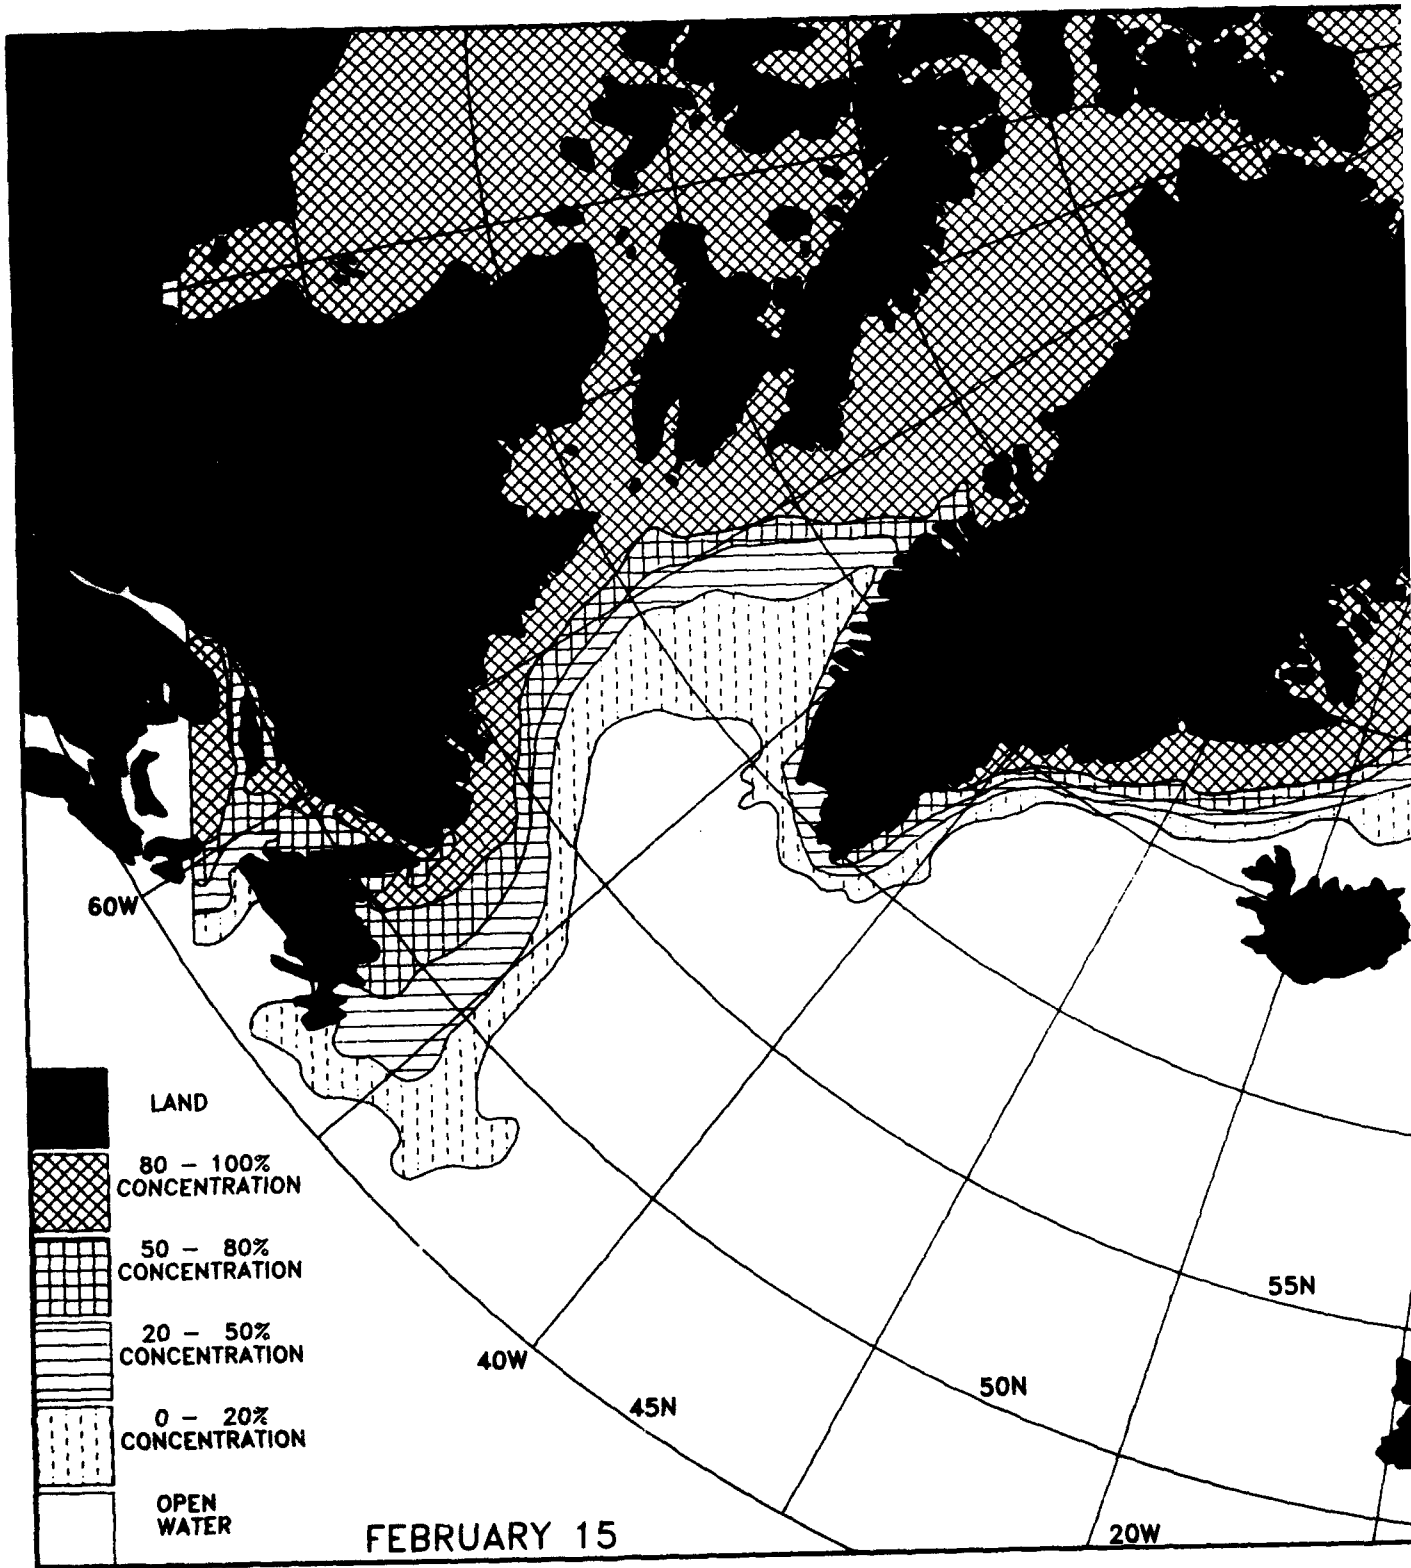 60W
LAND
80 - 100%
CONCENTRATION
50 - 80%
CONCENTRATION
20 - 50%
CONCENTRATION
0 - 20%
CONCENTRATION
OPEN
WATER
FEBRUARY 15
40W
45N
50N
55N
20W